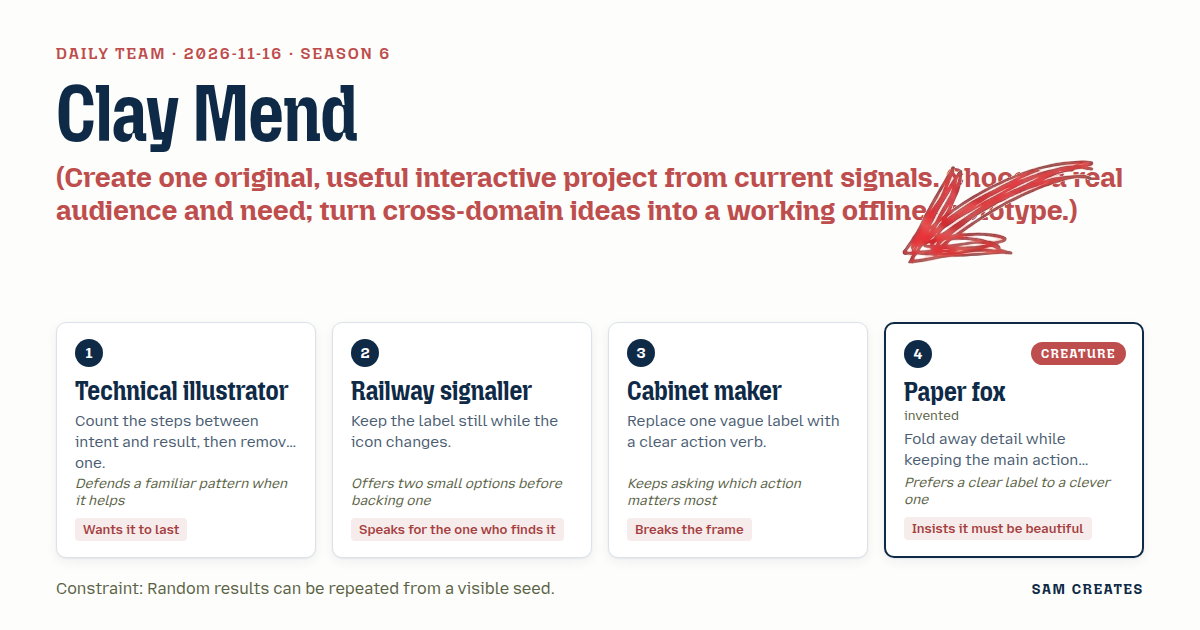 DAILY TEAM · 2026-11-16 · SEASON 6
Clay Mend
(Create one original, useful interactive project from current signals. real
audience and need; turn cross-domain ideas into a working offline
1
Technical illustrator
Count the steps between
intent and result, then remov...
one.
Defends a familiar pattern when
it helps
Wants it to last
2
Railway signaller
Keep the label still while the
icon changes.
Offers two small options before
backing one
Speaks for the one who finds it
3
Cabinet maker
Replace one vague label with
a clear action verb.
Keeps asking which action
matters most
Breaks the frame
4
CREATURE
Paper fox
invented
Fold away detail while
keeping the main action...
Prefers a clear label to a clever
one
Insists it must be beautiful
Constraint: Random results can be repeated from a visible seed.
SAM CREATES